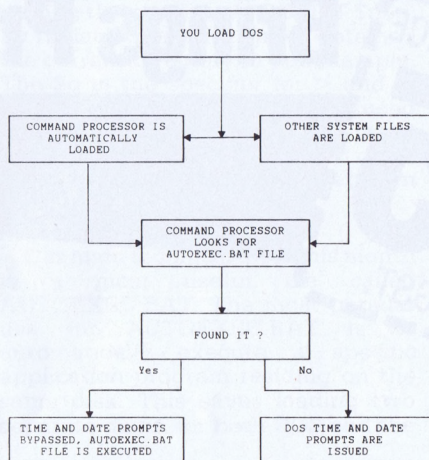 YOU LOAD DOS
COMMAND PROCESSOR IS
AUTOMATICALLY
LOADED
OTHER SYSTEM FILES
ARE LOADED
COMMAND PROCESSOR
LOOKS FOR
AUTOEXEC.BAT FILE
FOUND IT ?
Yes
No
TIME AND DATE PROMPTS
BYPASSED, AUTOEXEC.BAT
FILE IS EXECUTED
DOS TIME AND DATE
PROMPTS ARE
ISSUED